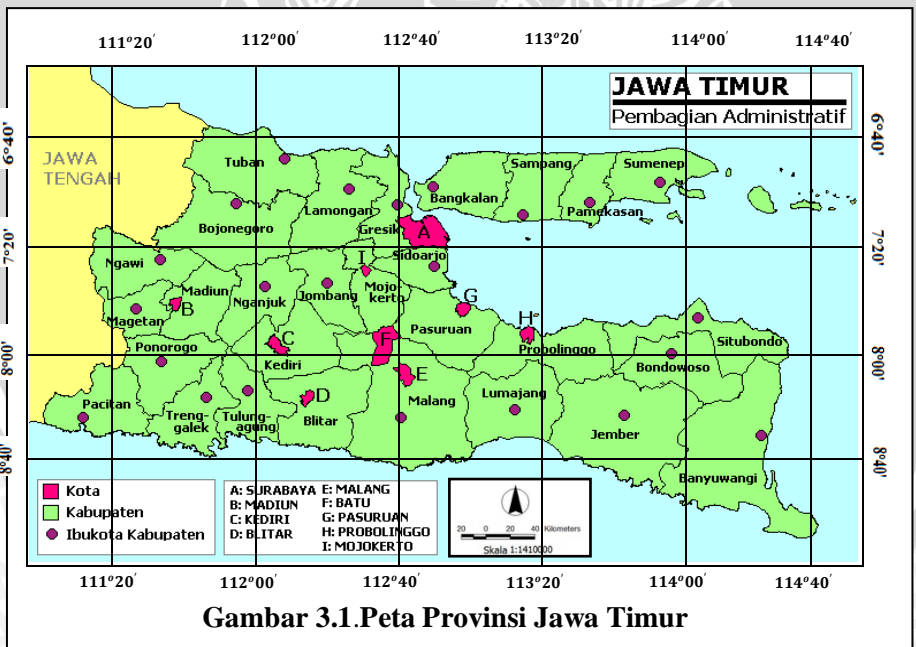 111°20' 112°00' 112°40' 113°20' 114°00' 114°40'
JAWA TIMUR
Pembagian Administratif
6°40' 6°40'
JAWA
TENGAH
Tuban
Sampang
Sumenep
Bangkalan
Lamongan
Pamekasan
Bojonegoro
Gresik
A
7°20' 7°20'
Ngawi
I
Sidoarjo
Madiun
Nganjuk
Jombang
Mojo
kerto
G
B
Magetan
Pasuruan
H
Ponorogo
C
F
Probolinggo
Situbondo
8°00' 8°00'
Kediri
Bondowoso
E
Pacitan
Treng-
galek
Tulung-
agung
D
Blitar
Malang
Lumajang
Jember
8°40' 8°40'
Banyuwangi
Kota
Kabupaten
Ibukota Kabupaten
A: SURABAYA E: MALANG
B: MADIUN F: BATU
C: KEDIRI G: PASURUAN
D: BLITAR H: PROBOLINGGO
I: MOJOKERTO
20 0 20 40 Kilometers
Skala 1:1410000
111°20' 112°00' 112°40' 113°20' 114°00' 114°40'
Gambar 3.1.Peta Provinsi Jawa Timur